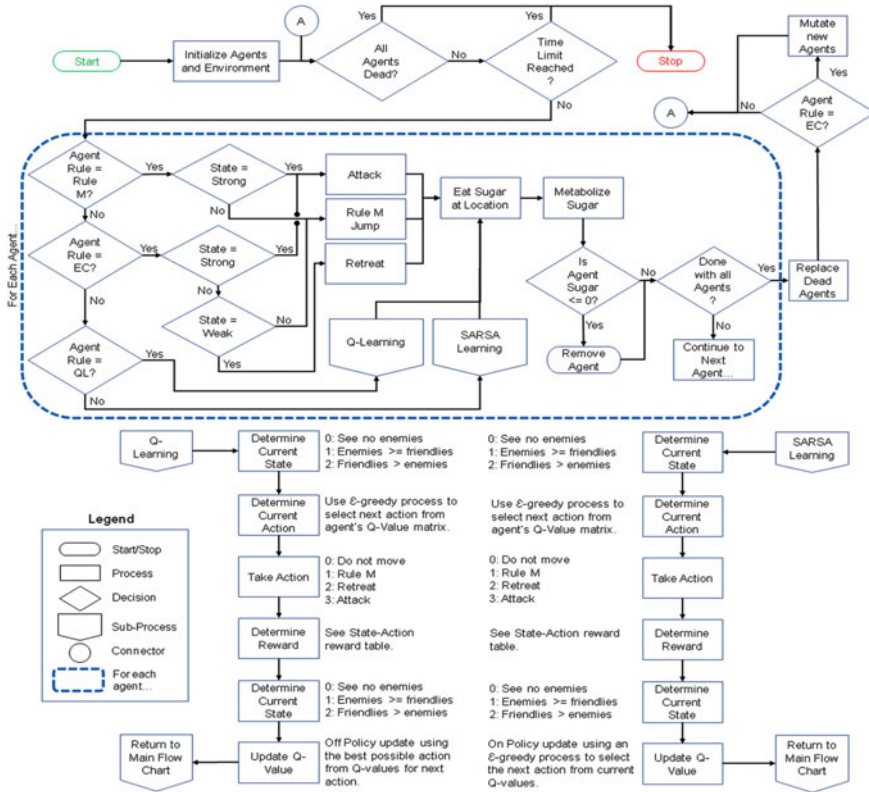 Yes
Yes
A
Start
Initialize Agents
and Environment
All
Agents
Dead?
No
Time
Limit
Reached
?
Stop
No
Mutate
new
Agents
Yes
A
No
Agent
Rule =
EC?
For Each Agent...
Agent
Rule =
Rule
M?
Yes
State =
Strong
Yes
Attack
No
No
Rule M
Jump
Eat Sugar
at Location
Metabolize
Sugar
Agent
Rule =
EC?
Yes
State =
Strong
Yes
Retreat
No
No
State =
Weak
No
Yes
Is
Agent
Sugar
<= 0?
No
Done
with all
Agents
?
Yes
Replace
Dead
Agents
Yes
No
Agent
Rule =
QL?
Yes
Q-Learning
SARSA
Learning
Remove
Agent
Continue to
Next
Agent...
No
Q-
Learning
Determine
Current
State
0: See no enemies
1: Enemies >= friendlies
2: Friendlies > enemies
Determine
Current
Action
Use Ɛ-greedy process to
select next action from
agent's Q-Value matrix.
Take Action
0: Do not move
1: Rule M
2: Retreat
3: Attack
Determine
Reward
See State-Action
reward table.
Determine
Current
State
0: See no enemies
1: Enemies >= friendlies
2: Friendlies > enemies
Update Q-
Value
Off Policy update using
the best possible action
from Q-values for next
action.
Return to
Main Flow
Chart
0: See no enemies
1: Enemies >= friendlies
2: Friendlies > enemies
Determine
Current
State
SARSA
Learning
Use Ɛ-greedy process to
select next action from
agent's Q-Value matrix.
Determine
Current
Action
0: Do not move
1: Rule M
2: Retreat
3: Attack
Take Action
See State-Action reward
table.
Determine
Reward
0: See no enemies
1: Enemies >= friendlies
2: Friendlies > enemies
Determine
Current
State
On Policy update using an
Ɛ-greedy process to select
the next action from current
Q-values.
Update Q-
Value
Return to
Main Flow
Chart
Legend
Start/Stop
Process
Decision
Sub-Process
Connector
For each
agent...